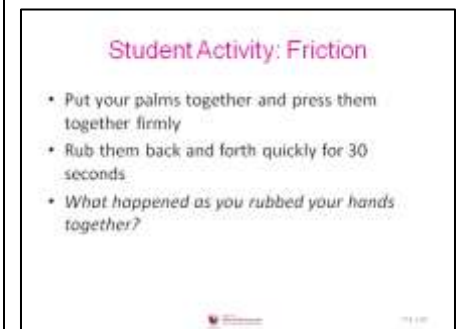 Student Activity: Friction
• Put your palms together and press them
together firmly
• Rub them back and forth quickly for 30
seconds
• What happened as you rubbed your hands
together?